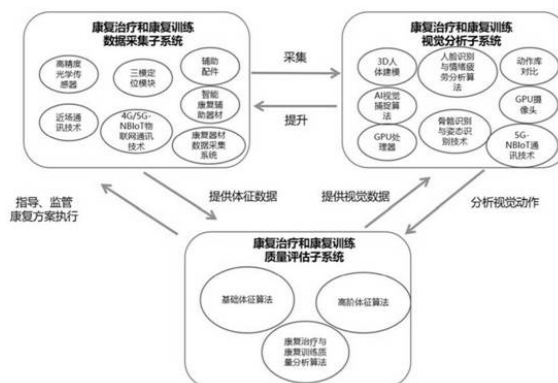 康复治疗和康复训练
数据采集子系统
高精度
光学传
感器
三模定
位模块
辅助
配件
智能
康复辅
助器材
近场通
讯技术
4G/5G-
NBIoT物
联网通讯
技术
康复器材
数据采集
系统
采集
提升
康复治疗和康复训练
视觉分析子系统
3D人
体建模
人脸识别
与情绪疲
劳分析算
法
动作库
对比
AI视觉
捕捉算法
GPU摄
像头
GPU处
理器
骨骼识别
与姿态识
别技术
5G-
NBIoT通
讯技术
指导、监管
康复方案执行
提供体征数据
提供视觉数据
分析视觉动作
康复治疗和康复训练
质量评估子系统
基础体征算法
高阶体征算法
康复治疗与
康复训练质
量分析算法